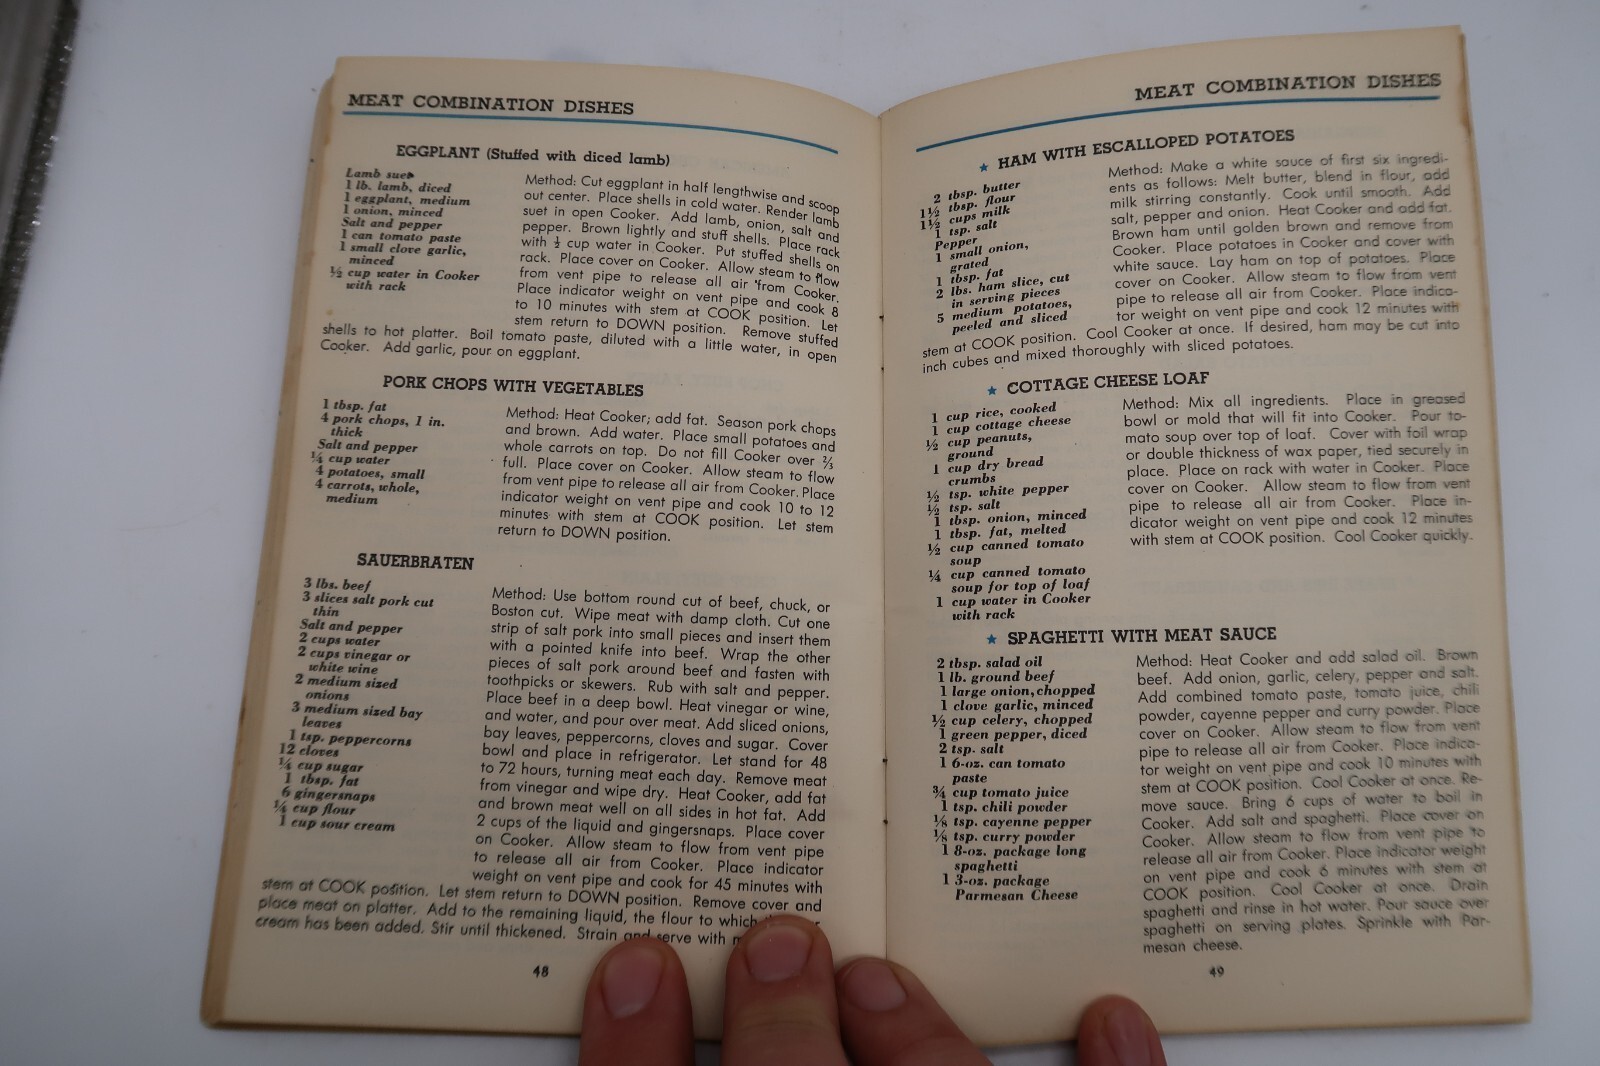 MEAT COMBINATION DISHES
EGGPLANT (Stuffed with diced lamb)
Lamb suet
1 lb. lamb, diced
1 eggplant, medium
1 onion, minced
Salt and pepper
1 can tomato paste
1 small clove garlic,
minced
½ cup water in Cooker
with rack
Method: Cut eggplant in half lengthwise and scoop
out center. Place shells in cold water. Render lamb
suet in open Cooker. Add lamb, onion, salt and
pepper. Brown lightly and stuff shells. Place rack
with ½ cup water in Cooker. Put stuffed shells on
rack. Place cover on Cooker. Allow steam to flow
from vent pipe to release all air from Cooker.
Place indicator weight on vent pipe and cook 8
to 10 minutes with stem at COOK position. Let
stem return to DOWN position. Remove stuffed
shells to hot platter. Boil tomato paste, diluted with a little water, in open
Cooker. Add garlic, pour on eggplant.
PORK CHOPS WITH VEGETABLES
1 tbsp. fat
4 pork chops, 1 in.
thick
Salt and pepper
¼ cup water
4 potatoes, small
4 carrots, whole,
medium
Method: Heat Cooker; add fat. Season pork chops
and brown. Add water. Place small potatoes and
whole carrots on top. Do not fill Cooker over ⅔
full. Place cover on Cooker. Allow steam to flow
from vent pipe to release all air from Cooker. Place
indicator weight on vent pipe and cook 10 to 12
minutes with stem at COOK position. Let stem
return to DOWN position.
SAUERBRATEN
3 lbs. beef
3 slices salt pork cut
thin
Salt and pepper
2 cups water
2 cups vinegar or
white wine
2 medium sized
onions
3 medium sized bay
leaves
1 tsp. peppercorns
12 cloves
¼ cup sugar
1 tbsp. fat
6 gingersnaps
¼ cup flour
1 cup sour cream
Method: Use bottom round cut of beef, chuck, or
Boston cut. Wipe meat with damp cloth. Cut one
strip of salt pork into small pieces and insert them
with a pointed knife into beef. Wrap the other
pieces of salt pork around beef and fasten with
toothpicks or skewers. Rub with salt and pepper.
Place beef in a deep bowl. Heat vinegar or wine,
and water, and pour over meat. Add sliced onions,
bay leaves, peppercorns, cloves and sugar. Cover
bowl and place in refrigerator. Let stand for 48
to 72 hours, turning meat each day. Remove meat
from vinegar and wipe dry. Heat Cooker, add fat
and brown meat well on all sides in hot fat. Add
2 cups of the liquid and gingersnaps. Place cover
on Cooker. Allow steam to flow from vent pipe
to release all air from Cooker. Place indicator
weight on vent pipe and cook for 45 minutes with
stem at COOK position. Let stem return to DOWN position. Remove cover and
place meat on platter. Add to the remaining liquid, the flour to which
cream has been added. Stir until thickened. Strain and serve with
48
MEAT COMBINATION DISHES
★ HAM WITH ESCALLOPED POTATOES
2 tbsp. butter
1½ tbsp. flour
1½ cups milk
1 tsp. salt
Pepper
1 small onion,
grated
1 tbsp. fat
2 lbs. ham slice, cut
in serving pieces
5 medium potatoes,
peeled and sliced
Method: Make a white sauce of first six ingredi-
ents as follows: Melt butter, blend in flour, add
milk stirring constantly. Cook until smooth. Add
salt, pepper and onion. Heat Cooker and add fat.
Brown ham until golden brown and remove from
Cooker. Place potatoes in Cooker and cover with
white sauce. Lay ham on top of potatoes. Place
cover on Cooker. Allow steam to flow from vent
pipe to release all air from Cooker. Place indica-
tor weight on vent pipe and cook 12 minutes with
stem at COOK position. Cool Cooker at once. If desired, ham may be cut into
inch cubes and mixed thoroughly with sliced potatoes.
★ COTTAGE CHEESE LOAF
1 cup rice, cooked
1 cup cottage cheese
½ cup peanuts,
ground
1 cup dry bread
crumbs
½ tsp. white pepper
½ tsp. salt
1 tbsp. onion, minced
1 tbsp. fat, melted
½ cup canned tomato
soup
¼ cup canned tomato
soup for top of loaf
1 cup water in Cooker
with rack
Method: Mix all ingredients. Place in greased
bowl or mold that will fit into Cooker. Pour to-
mato soup over top of loaf. Cover with foil wrap
or double thickness of wax paper, tied securely in
place. Place on rack with water in Cooker. Place
cover on Cooker. Allow steam to flow from vent
pipe to release all air from Cooker. Place in-
dicator weight on vent pipe and cook 12 minutes
with stem at COOK position. Cool Cooker quickly.
★ SPAGHETTI WITH MEAT SAUCE
2 tbsp. salad oil
1 lb. ground beef
1 large onion, chopped
1 clove garlic, minced
½ cup celery, chopped
1 green pepper, diced
2 tsp. salt
1 6-oz. can tomato
paste
¾ cup tomato juice
1 tsp. chili powder
⅛ tsp. cayenne pepper
⅛ tsp. curry powder
1 8-oz. package long
spaghetti
1 3-oz. package
Parmesan Cheese
Method: Heat Cooker and add salad oil. Brown
beef. Add onion, garlic, celery, pepper and salt.
Add combined tomato paste, tomato juice, chili
powder, cayenne pepper and curry powder. Place
cover on Cooker. Allow steam to flow from vent
pipe to release all air from Cooker. Place indica-
tor weight on vent pipe and cook 10 minutes with
stem at COOK position. Cool Cooker at once. Re-
move sauce. Bring 6 cups of water to boil in
Cooker. Add salt and spaghetti. Place cover on
Cooker. Allow steam to flow from vent pipe to
release all air from Cooker. Place indicator weight
on vent pipe and cook 6 minutes with stem at
COOK position. Cool Cooker at once. Drain
spaghetti and rinse in hot water. Pour sauce over
spaghetti on serving plates. Sprinkle with Par-
mesan cheese.
49